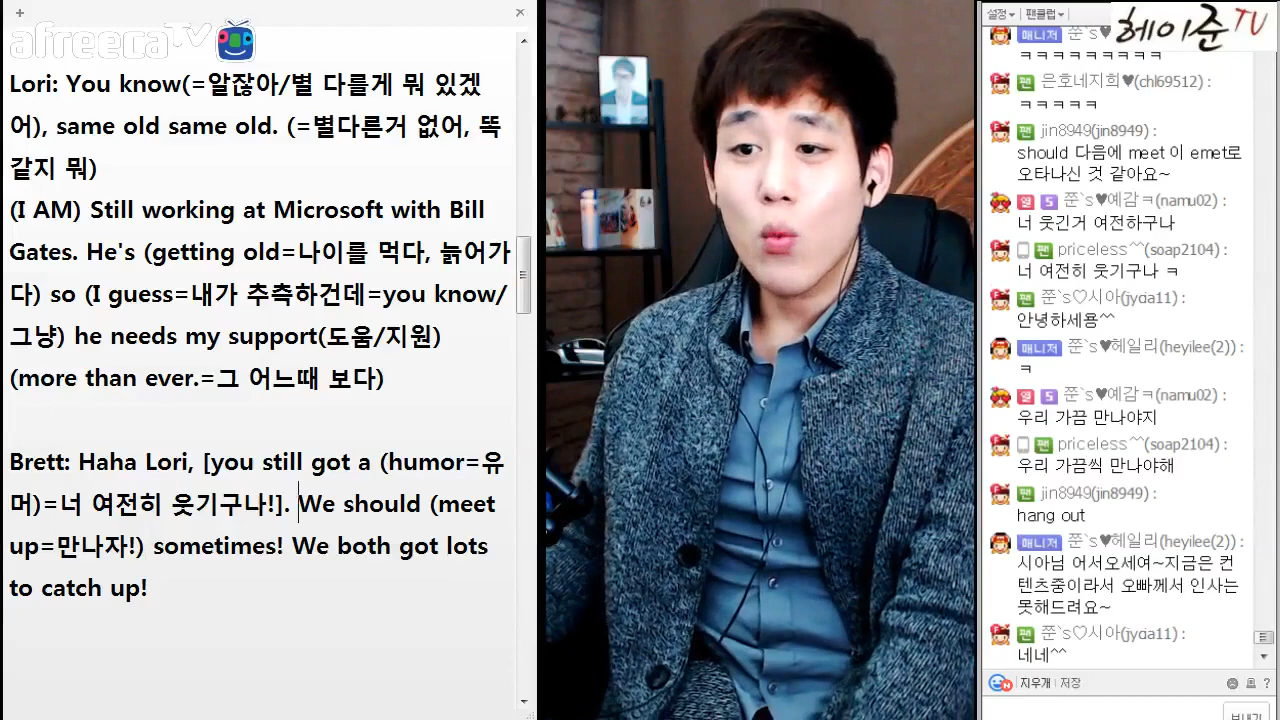 afreecaTV
Lori: You know(=알잖아/별 다를게 뭐 있겠
어), same old same old. (=별다른거 없어, 똑
같지 뭐)
(I AM) Still working at Microsoft with Bill
Gates. He's (getting old=나이를 먹다, 늙어가
다) so (I guess=내가 추측하건데=you know/
그냥) he needs my support(도움/지원)
(more than ever.=그 어느때 보다)
Brett: Haha Lori, [you still got a (humor=유
머)=너 여전히 웃기구나!]. We should (meet
up=만나자!) sometimes! We both got lots
to catch up!
설정 팬클럽
헤이준TV
매니저 쭌`s♥
ㅋㅋㅋㅋㅋㅋㅋㅋㅋ
팬 은호네지희♥(chl69512) :
ㅋㅋㅋㅋㅋ
팬 jin8949(jin8949) :
should 다음에 meet 이 emet로
오타나신 것 같아요~
열 5 쭌`s♥예감ㅋ(namu02) :
너 웃긴거 여전하구나
팬 priceless^^(soap2104) :
너 여전히 웃기구나 ㅋ
팬 쭌`s♡시아(jycia11) :
안녕하세용^^
매니저 쭌`s♥헤일리(heyilee(2)) :
ㅋ
열 5 쭌`s♥예감ㅋ(namu02) :
우리 가끔 만나야지
팬 priceless^^(soap2104) :
우리 가끔씩 만나야해
팬 jin8949(jin8949) :
hang out
매니저 쭌`s♥헤일리(heyilee(2)) :
시아님 어서오세여~지금은 컨
텐츠중이라서 오빠께서 인사는
못해드려요~
팬 쭌`s♡시아(jycia11) :
네네^^
지우개 저장
보내기